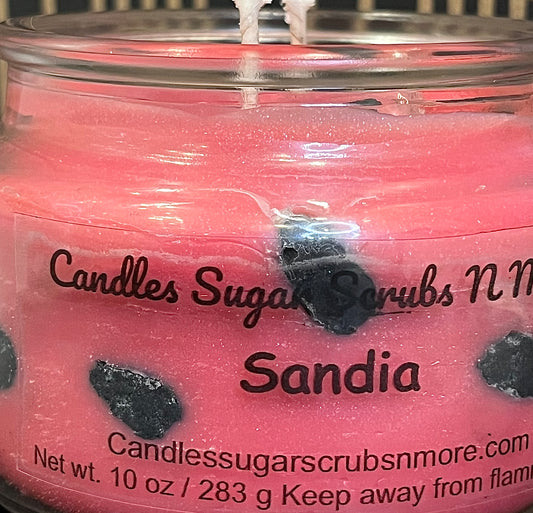 Candles Sugar Scrubs N M
Sandia
Candlessugarscrubsnmore.com
Net wt. 10 oz / 283 g Keep away from flam